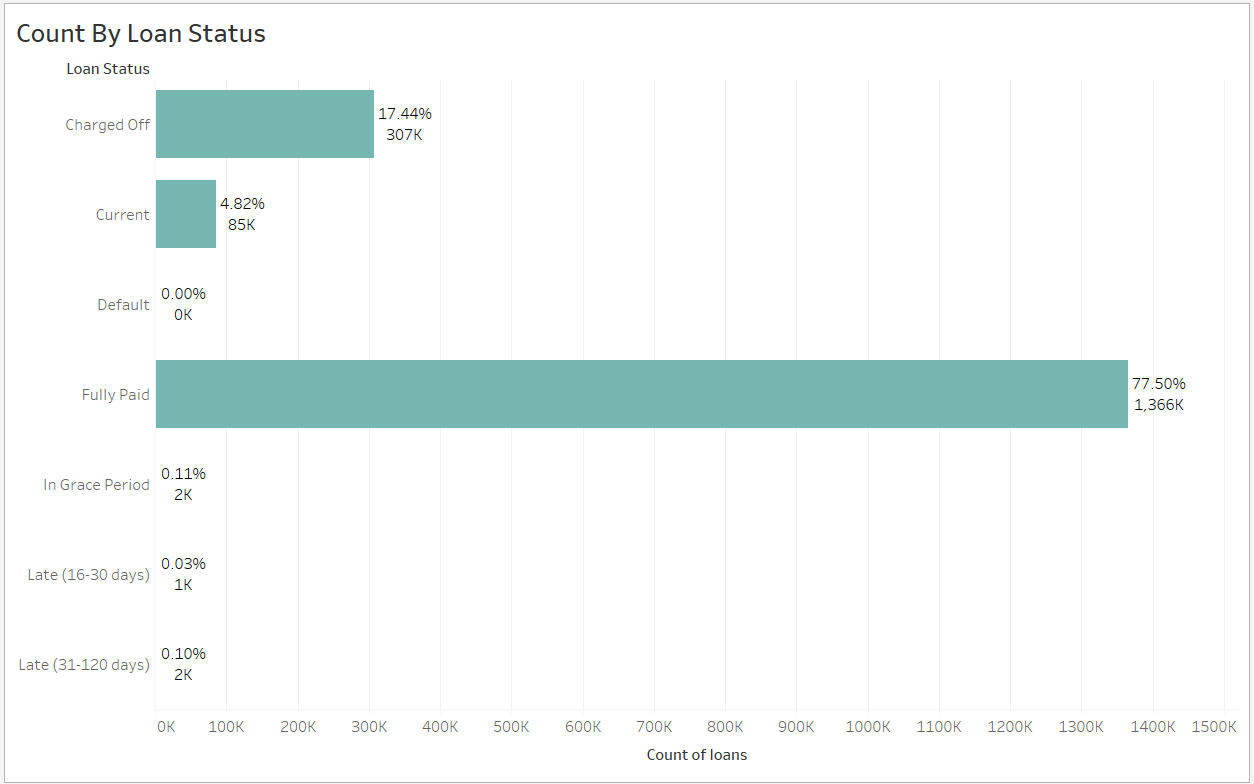 Count By Loan Status
Loan Status
Charged Off
17.44%
307K
Current
4.82%
85K
Default
0.00%
0K
Fully Paid
77.50%
1,366K
In Grace Period
0.11%
2K
Late (16-30 days)
0.03%
1K
Late (31-120 days)
0.10%
2K
0K 100K 200K 300K 400K 500K 600K 700K 800K 900K 1000K 1100K 1200K 1300K 1400K 1500K
Count of loans